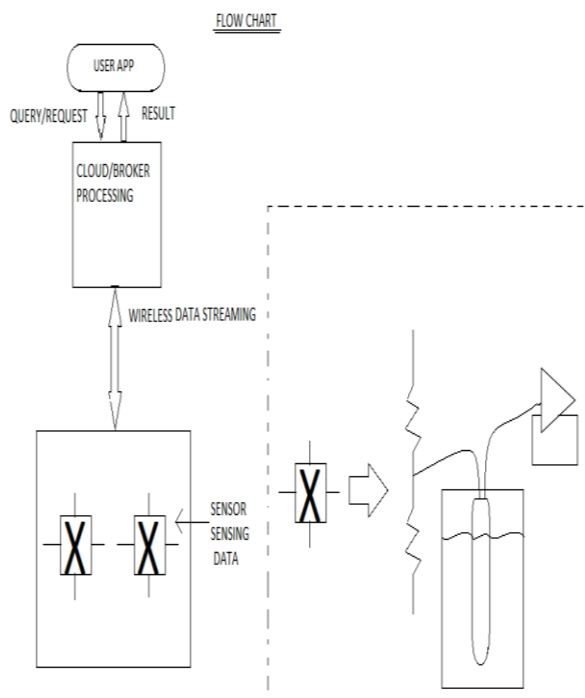 FLOW CHART
USER APP
QUERY/REQUEST
RESULT
CLOUD/BROKER
PROCESSING
WIRELESS DATA STREAMING
SENSOR
SENSING
DATA
X
X
X